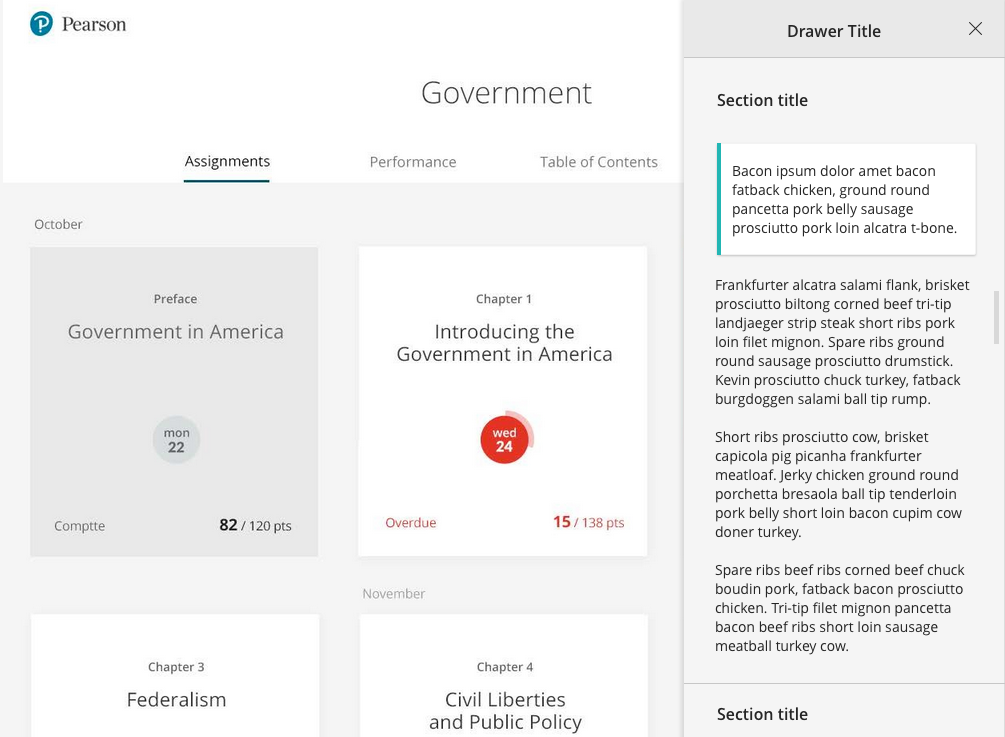 Pearson
Government
Assignments
Performance
Table of Contents
October
Preface
Government in America
mon
22
Comptte
82 / 120 pts
Chapter 1
Introducing the
Government in America
wed
24
Overdue
15 / 138 pts
November
Chapter 3
Federalism
Chapter 4
Civil Liberties
and Public Policy
Drawer Title
Section title
Bacon ipsum dolor amet bacon
fatback chicken, ground round
pancetta pork belly sausage
prosciutto pork loin alcatra t-bone.
Frankfurter alcatra salami flank, brisket
prosciutto biltong corned beef tri-tip
landjaeger strip steak short ribs pork
loin filet mignon. Spare ribs ground
round sausage prosciutto drumstick.
Kevin prosciutto chuck turkey, fatback
burgdoggen salami ball tip rump.
Short ribs prosciutto cow, brisket
capicola pig picanha frankfurter
meatloaf. Jerky chicken ground round
porchetta bresaola ball tip tenderloin
pork belly short loin bacon cupim cow
doner turkey.
Spare ribs beef ribs corned beef chuck
boudin pork, fatback bacon prosciutto
chicken. Tri-tip filet mignon pancetta
bacon beef ribs short loin sausage
meatball turkey cow.
Section title